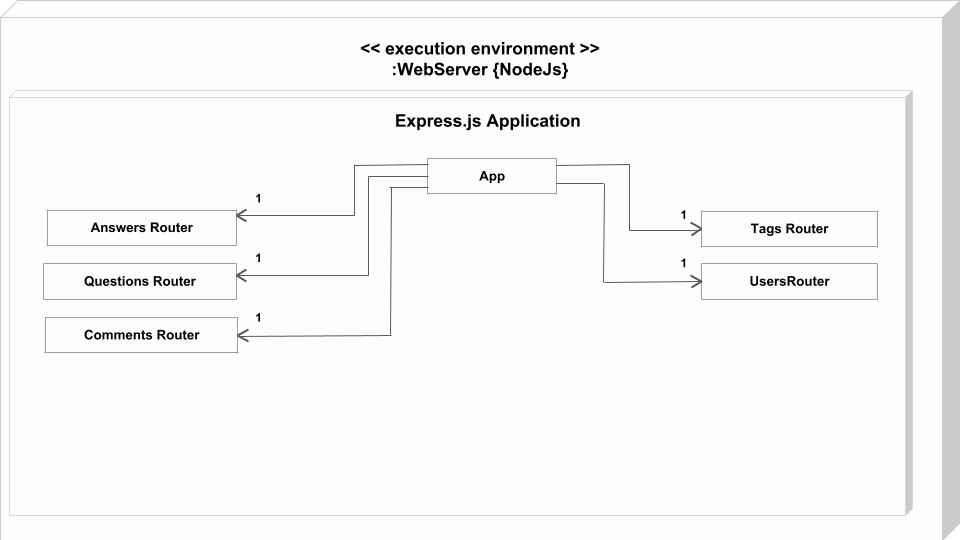 << execution environment >>
:WebServer {NodeJs}
Express.js Application
App
1
Answers Router
1
Questions Router
1
Comments Router
1
Tags Router
1
UsersRouter